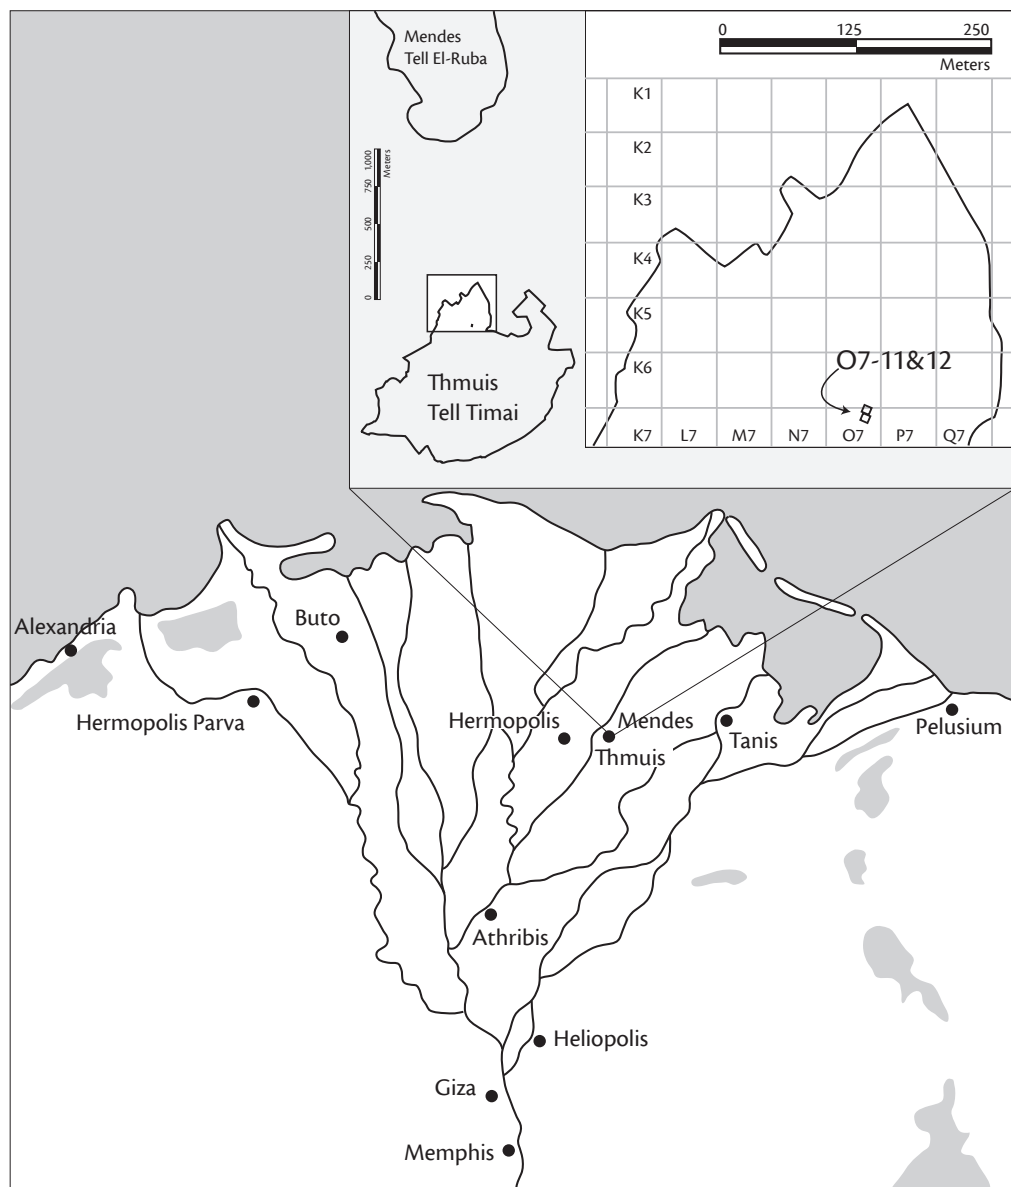 Mendes
Tell El-Ruba
0 125 250
Meters
K1
K2
K3
K4
K5
K6
K7 L7 M7 N7 O7 P7 Q7
O7-11&12
0 250 500 750 1,000
Meters
Thmuis
Tell Timai
Alexandria
Buto
Hermopolis Parva
Hermopolis
Mendes
Thmuis
Tanis
Pelusium
Athribis
Heliopolis
Giza
Memphis